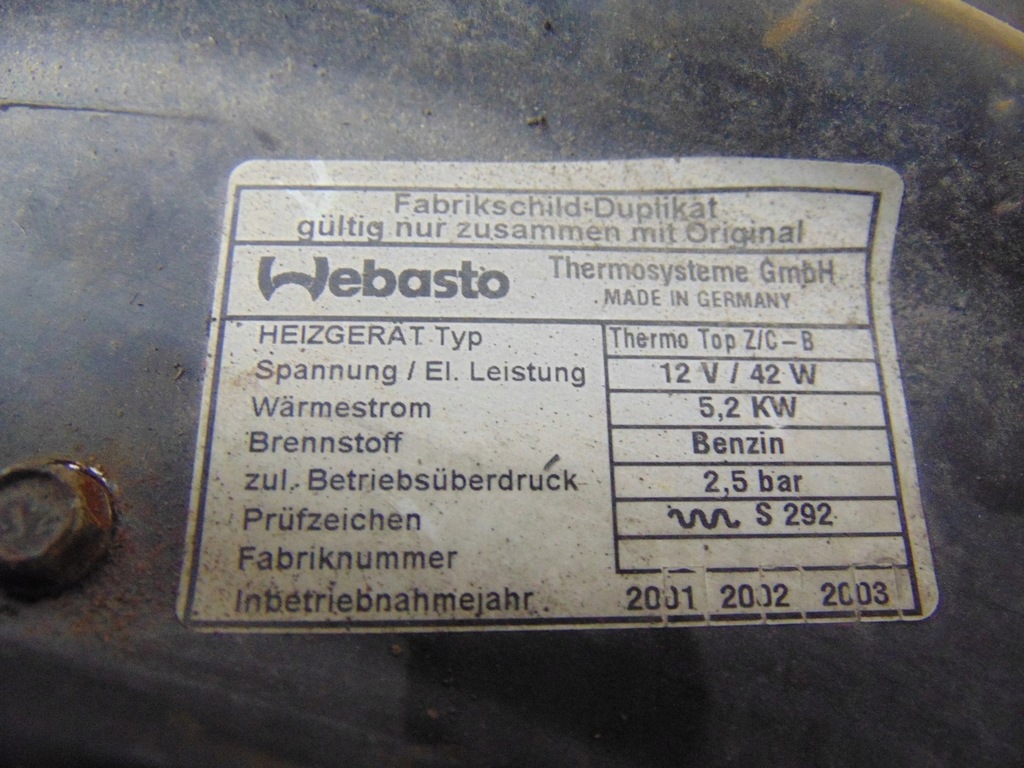 Fabrikschild-Duplikat
gültig nur zusammen mit Original
Webasto Thermosysteme GmbH
MADE IN GERMANY
HEIZGERÄT Typ Thermo Top Z/C – B
Spannung / El. Leistung 12 V / 42 W
Wärmestrom 5,2 KW
Brennstoff Benzin
zul. Betriebsüberdruck 2,5 bar
Prüfzeichen S 292
Fabriknummer
Inbetriebnahmejahr 2001 2002 2003